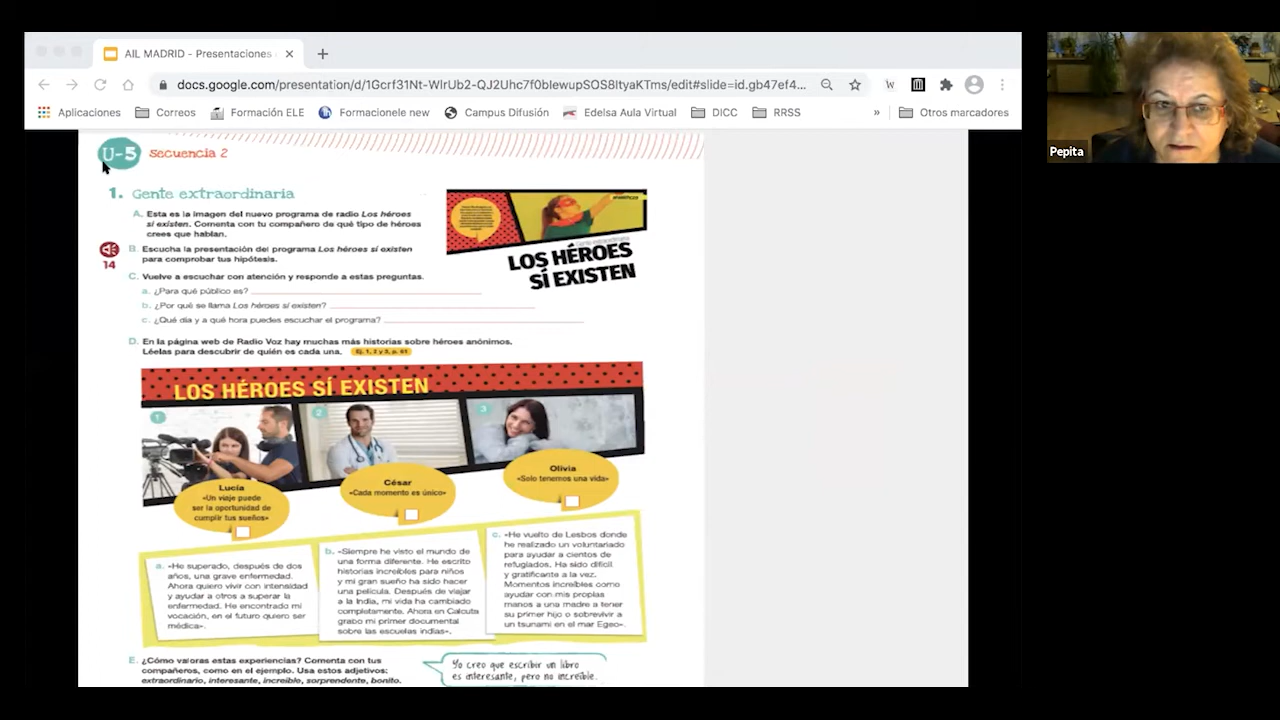 AIL MADRID - Presentaciones
docs.google.com/presentation/d/1Gcrf31Nt-WIrUb2-QJ2Uhc7f0blewupSOS8ItyaKTms/edit#slide=id.gb47ef4...
Aplicaciones Correos Formación ELE Formacionele new Campus Difusión Edelsa Aula Virtual DICC RRSS » Otros marcadores
Pepita
U-5 Secuencia 2
1. Gente extraordinaria
A. Esta es la imagen del nuevo programa de radio Los héroes
sí existen. Comenta con tu compañero de qué tipo de héroes
crees que hablan.
B. Escucha la presentación del programa Los héroes sí existen
para comprobar tus hipótesis.
14
C. Vuelve a escuchar con atención y responde a estas preguntas.
a. ¿Para qué público es?
b. ¿Por qué se llama Los héroes sí existen?
c. ¿Qué día y a qué hora puedes escuchar el programa?
Gente extraordinaria
LOS HÉROES
SÍ EXISTEN
D. En la página web de Radio Voz hay muchas más historias sobre héroes anónimos.
Léelas para descubrir de quién es cada una. Ej. 1, 2 y 3, p. 61
LOS HÉROES SÍ EXISTEN
1
2
3
Lucía
«Un viaje puede
ser la oportunidad de
cumplir tus sueños»
César
«Cada momento es único»
Olivia
«Solo tenemos una vida»
a. «He superado, después de dos
años, una grave enfermedad.
Ahora quiero vivir con intensidad
y ayudar a otros a superar la
enfermedad. He encontrado mi
vocación, en el futuro quiero ser
médica».
b. «Siempre he visto el mundo de
una forma diferente. He escrito
historias increíbles para niños
y mi gran sueño ha sido hacer
una película. Después de viajar
a la India, mi vida ha cambiado
completamente. Ahora en Calcuta
grabo mi primer documental
sobre las escuelas indias».
c. «He vuelto de Lesbos donde
he realizado un voluntariado
para ayudar a cientos de
refugiados. Ha sido difícil
y gratificante a la vez.
Momentos increíbles como
ayudar con mis propias
manos a una madre a tener
su primer hijo o sobrevivir a
un tsunami en el mar Egeo».
E. ¿Cómo valoras estas experiencias? Comenta con tus
compañeros, como en el ejemplo. Usa estos adjetivos:
extraordinario, interesante, increíble, sorprendente, bonito.
Yo creo que escribir un libro
es interesante, pero no increíble.